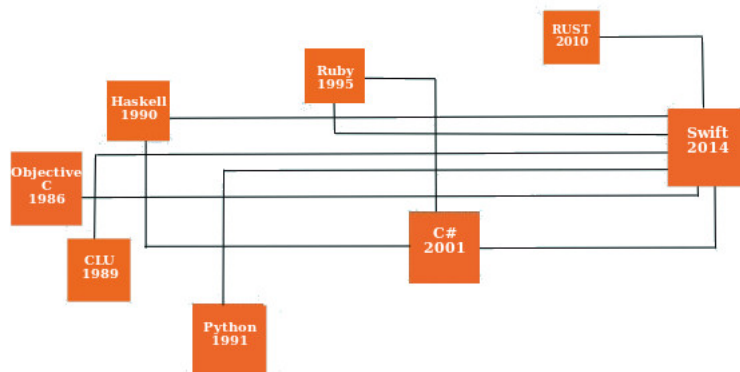 RUST
2010
Ruby
1995
Haskell
1990
Swift
2014
Objective
C
1986
C#
2001
CLU
1989
Python
1991